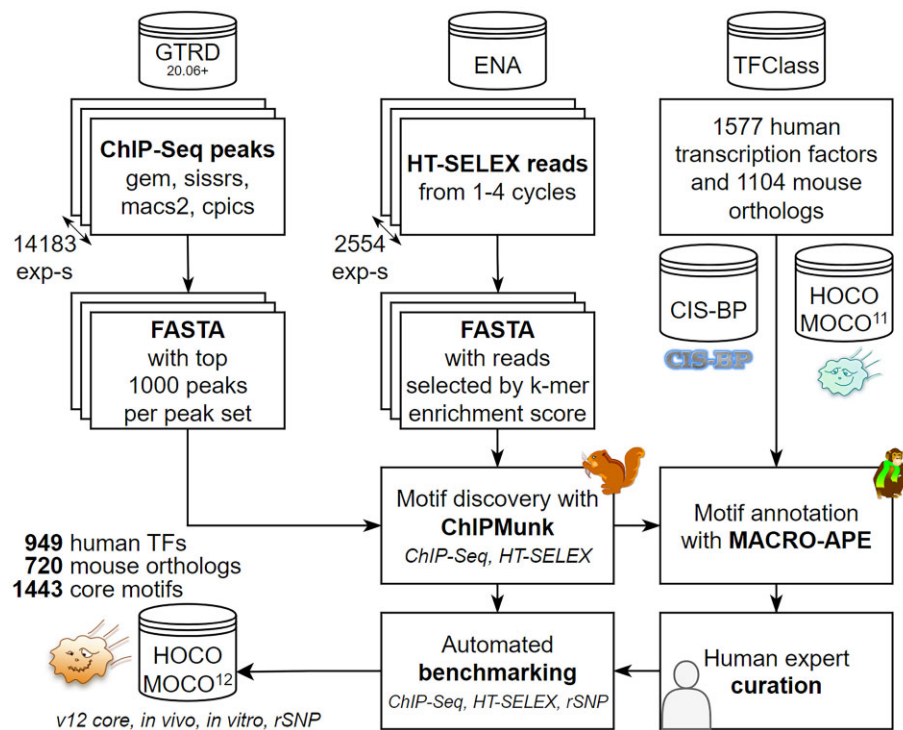 GTRD
20.06+
ENA
TFClass
ChIP-Seq peaks
gem, sissrs,
macs2, cpics
14183
exp-s
HT-SELEX reads
from 1-4 cycles
2554
exp-s
1577 human
transcription factors
and 1104 mouse
orthologs
CIS-BP
CIS-BP
HOCO
MOCO¹¹
FASTA
with top
1000 peaks
per peak set
FASTA
with reads
selected by k-mer
enrichment score
Motif discovery with
ChIPMunk
ChIP-Seq, HT-SELEX
Motif annotation
with MACRO-APE
949 human TFs
720 mouse orthologs
1443 core motifs
HOCO
MOCO¹²
v12 core, in vivo, in vitro, rSNP
Automated
benchmarking
ChIP-Seq, HT-SELEX, rSNP
Human expert
curation